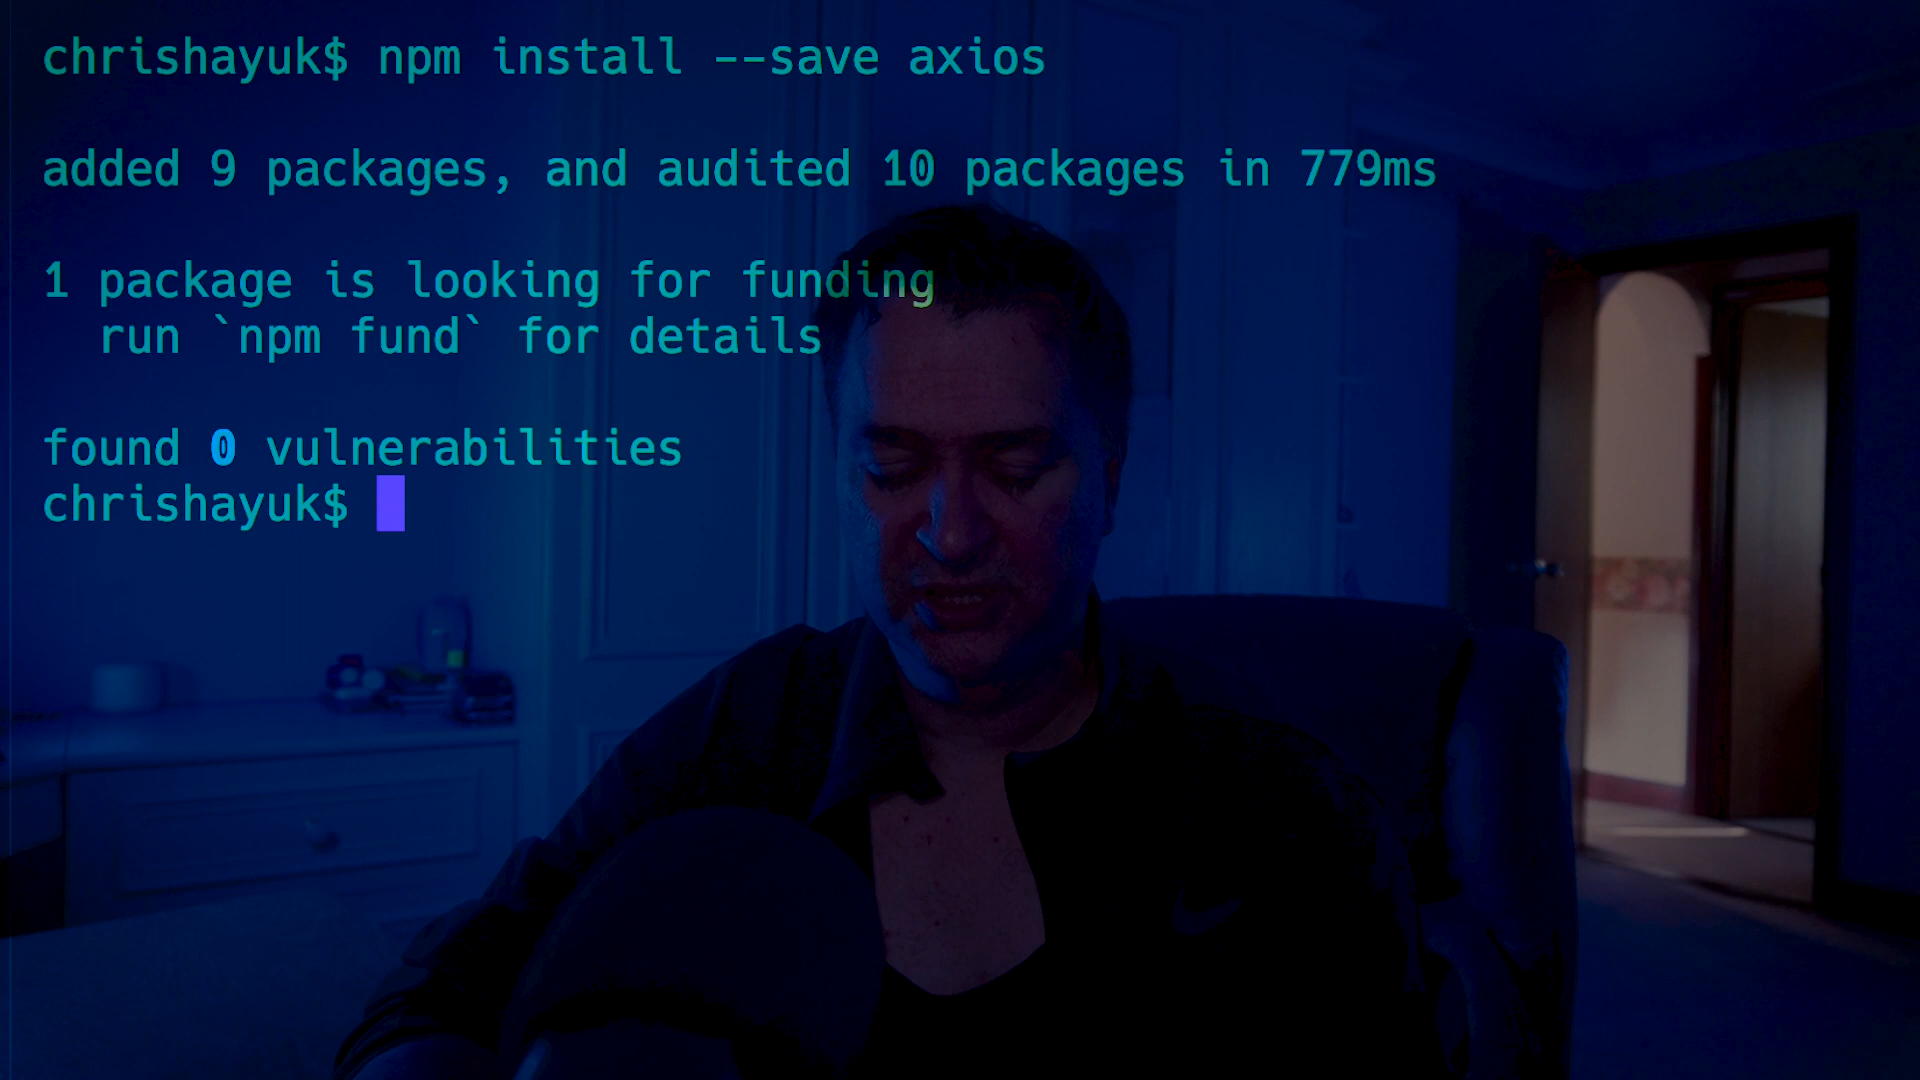 chrishayuk$ npm install --save axios
added 9 packages, and audited 10 packages in 779ms
1 package is looking for funding
run `npm fund` for details
found 0 vulnerabilities
chrishayuk$